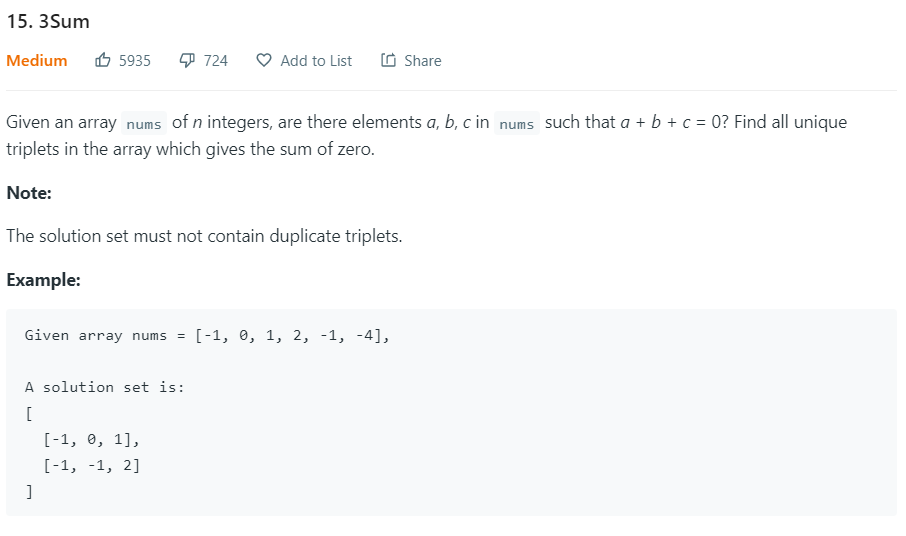 15. 3Sum
Medium 5935 724 Add to List Share
Given an array nums of n integers, are there elements a, b, c in nums such that a + b + c = 0? Find all unique
triplets in the array which gives the sum of zero.
Note:
The solution set must not contain duplicate triplets.
Example:
Given array nums = [-1, 0, 1, 2, -1, -4],
A solution set is:
[
  [-1, 0, 1],
  [-1, -1, 2]
]